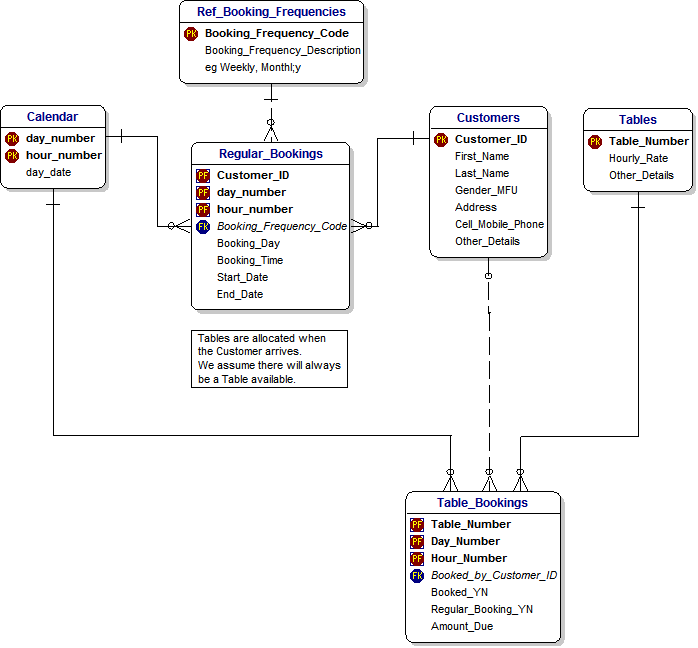 Ref_Booking_Frequencies
PK Booking_Frequency_Code
Booking_Frequency_Description
eg Weekly, Monthl;y
Calendar
PK day_number
PK hour_number
day_date
Regular_Bookings
PF Customer_ID
PF day_number
PF hour_number
FK Booking_Frequency_Code
Booking_Day
Booking_Time
Start_Date
End_Date
Customers
PK Customer_ID
First_Name
Last_Name
Gender_MFU
Address
Cell_Mobile_Phone
Other_Details
Tables
PK Table_Number
Hourly_Rate
Other_Details
Tables are allocated when
the Customer arrives.
We assume there will always
be a Table available.
Table_Bookings
PF Table_Number
PF Day_Number
PF Hour_Number
FK Booked_by_Customer_ID
Booked_YN
Regular_Booking_YN
Amount_Due